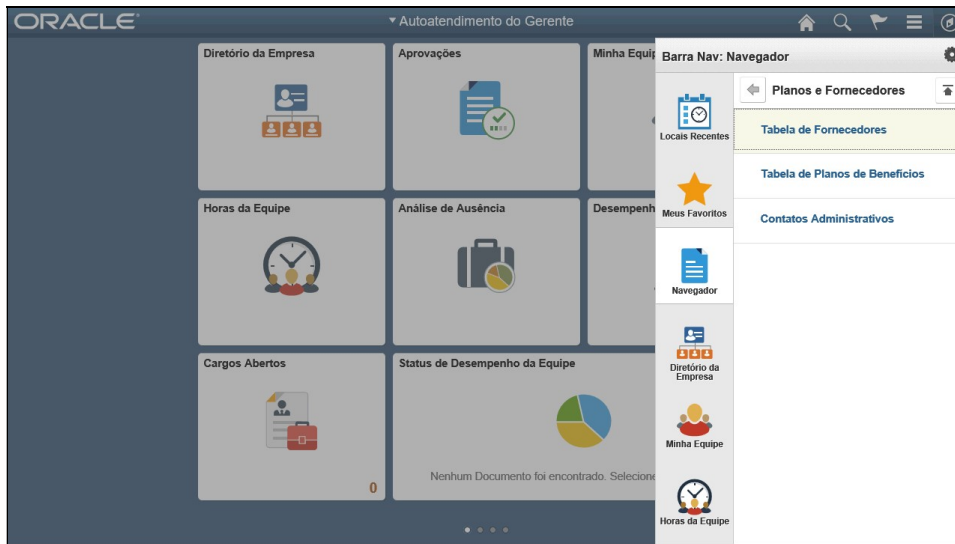 ORACLE
Autoatendimento do Gerente
Diretório da Empresa
Aprovações
Minha Equip
Horas da Equipe
Análise de Ausência
Desempenh
Cargos Abertos
0
Status de Desempenho da Equipe
Nenhum Documento foi encontrado. Selecione
Barra Nav: Navegador
Locais Recentes
Meus Favoritos
Navegador
Diretório da
Empresa
Minha Equipe
Horas da Equipe
Planos e Fornecedores
Tabela de Fornecedores
Tabela de Planos de Benefícios
Contatos Administrativos